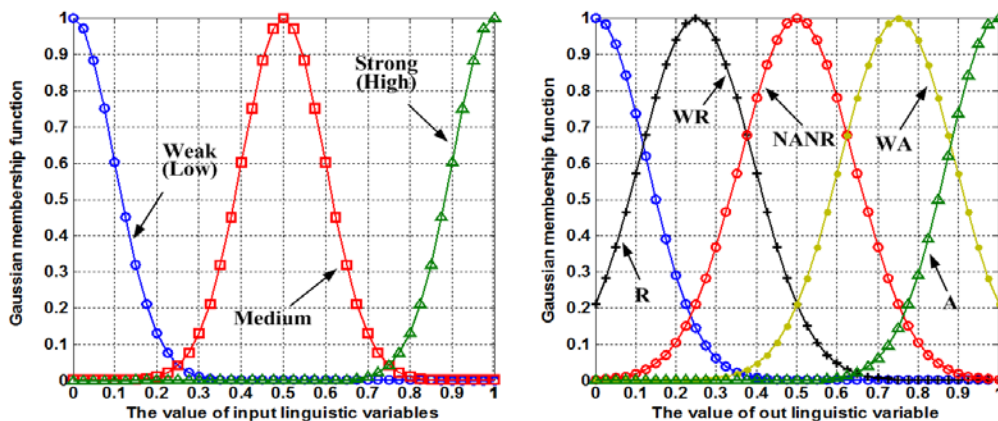 Gaussian membership function
1
0.9
0.8
0.7
0.6
0.5
0.4
0.3
0.2
0.1
0
Strong
(High)
Weak
(Low)
Medium
0 0.1 0.2 0.3 0.4 0.5 0.6 0.7 0.8 0.9 1
The value of input linguistic variables
Gaussian membership function
1
0.9
0.8
0.7
0.6
0.5
0.4
0.3
0.2
0.1
0
WR
NANR
WA
R
A
0 0.1 0.2 0.3 0.4 0.5 0.6 0.7 0.8 0.9 1
The value of out linguistic variable